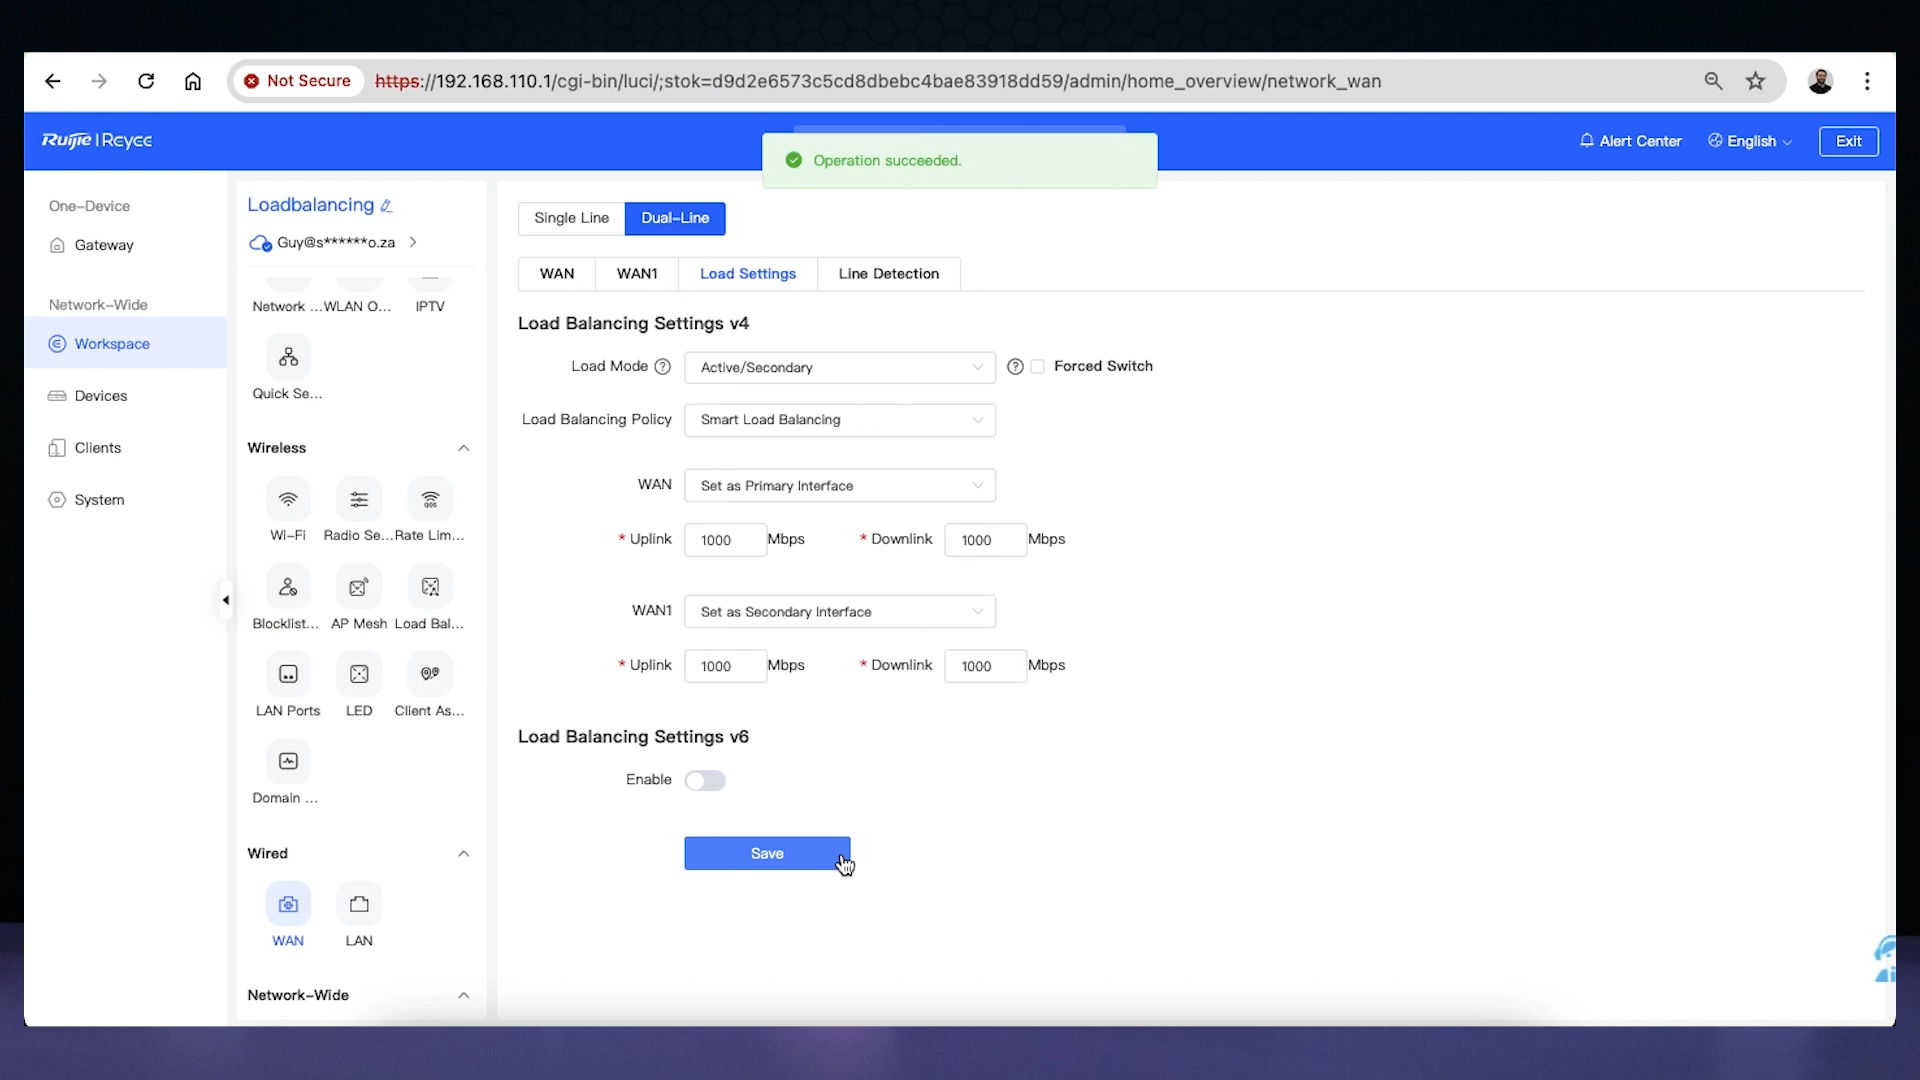 Not Secure https://192.168.110.1/cgi-bin/luci/;stok=d9d2e6573c5cd8dbebc4bae83918dd59/admin/home_overview/network_wan
Ruijie | Reyee
Operation succeeded.
Alert Center
English
Exit
One-Device
Gateway
Network-Wide
Workspace
Devices
Clients
System
Loadbalancing
Guy@s******o.za
Network ... WLAN O... IPTV
Quick Se...
Wireless
Wi-Fi Radio Se... Rate Lim...
Blocklist... AP Mesh Load Bal...
LAN Ports LED Client As...
Domain ...
Wired
WAN LAN
Network-Wide
Single Line Dual-Line
WAN WAN1 Load Settings Line Detection
Load Balancing Settings v4
Load Mode ? Active/Secondary ? Forced Switch
Load Balancing Policy Smart Load Balancing
WAN Set as Primary Interface
* Uplink 1000 Mbps * Downlink 1000 Mbps
WAN1 Set as Secondary Interface
* Uplink 1000 Mbps * Downlink 1000 Mbps
Load Balancing Settings v6
Enable
Save